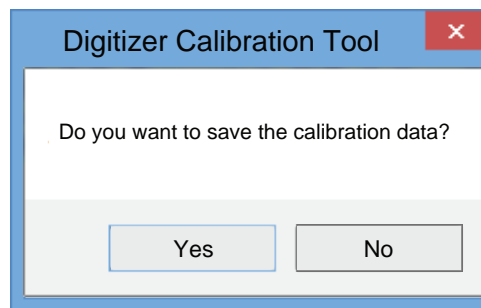 Digitizer Calibration Tool
Do you want to save the calibration data?
Yes
No